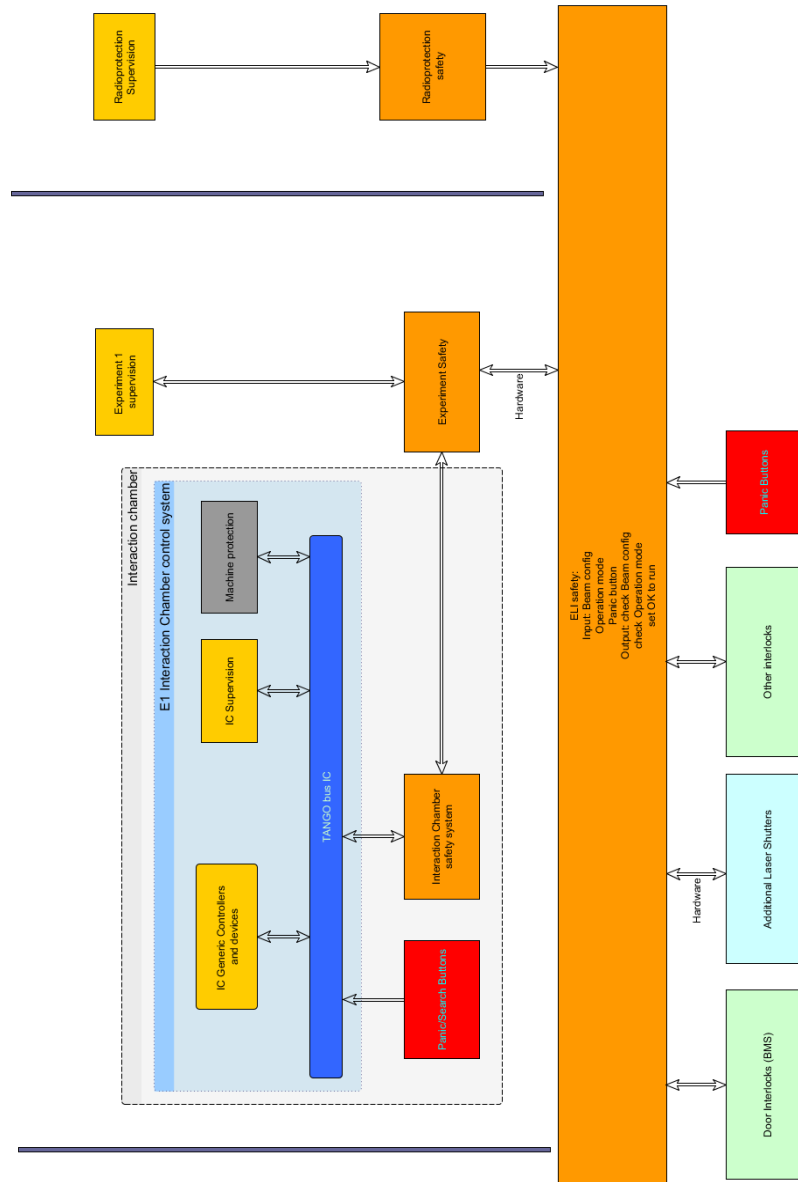 Radioprotection
Supervision
Radioprotection
safety
Experiment 1
supervision
Experiment Safety
Hardware
Interaction chamber
E1 Interaction Chamber control system
Machine protection
IC Supervision
IC Generic Controllers
and devices
TANGO bus IC
Interaction Chamber
safety system
Panic/Search Buttons
ELI safety:
Input: Beam config
Operation mode
Panic button
Output: check Beam config
check Operation mode
set OK to run
Panic Buttons
Other interlocks
Hardware
Additional Laser Shutters
Door Interlocks (BMS)